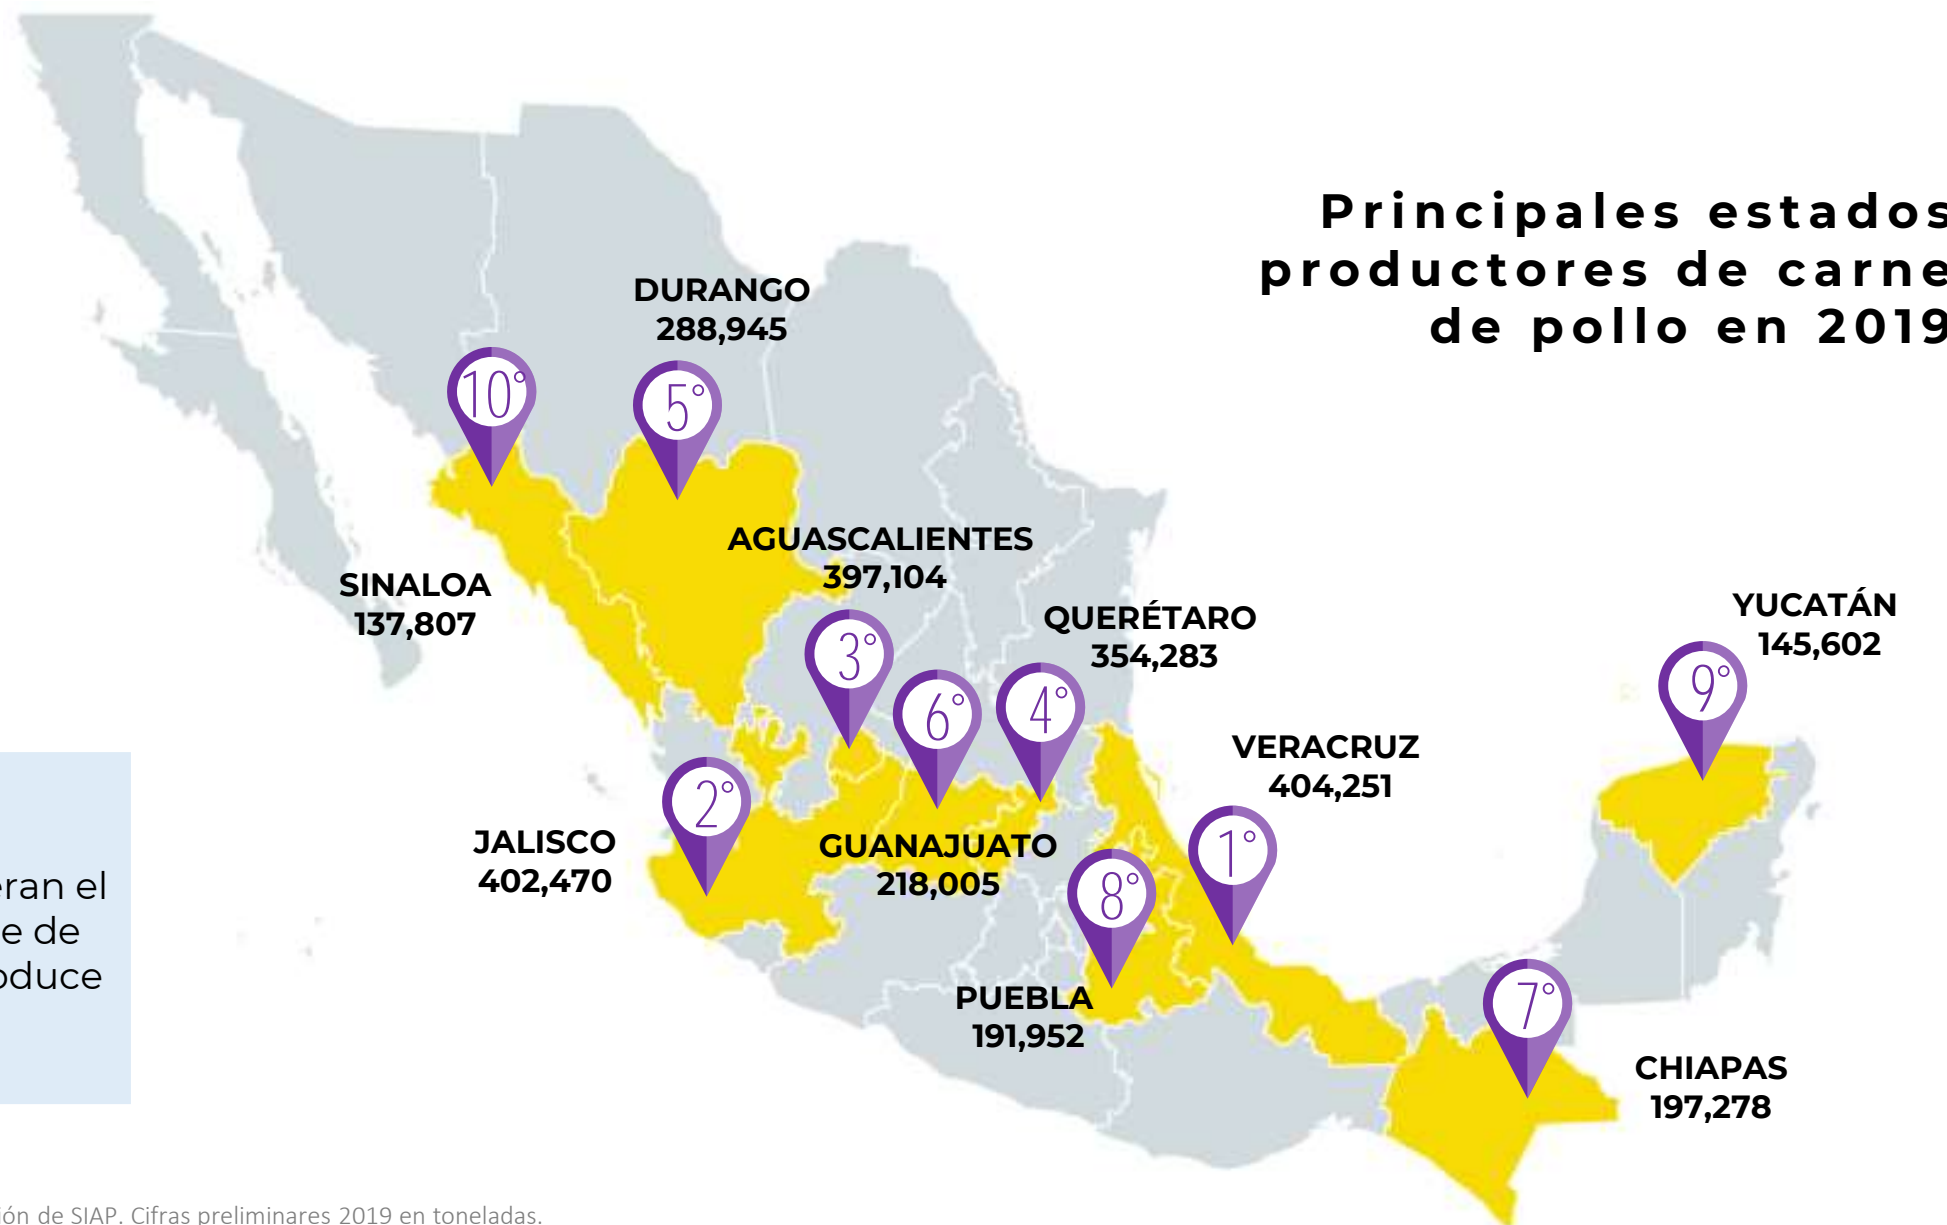 Principales estados
productores de carne
de pollo en 2019
DURANGO
288,945
10°
5°
AGUASCALIENTES
397,104
SINALOA
137,807
QUERÉTARO
354,283
YUCATÁN
145,602
3°
6°
4°
9°
VERACRUZ
404,251
2°
1°
JALISCO
402,470
GUANAJUATO
218,005
8°
eran el
e de
oduce
PUEBLA
191,952
7°
CHIAPAS
197,278
ión de SIAP. Cifras preliminares 2019 en toneladas.